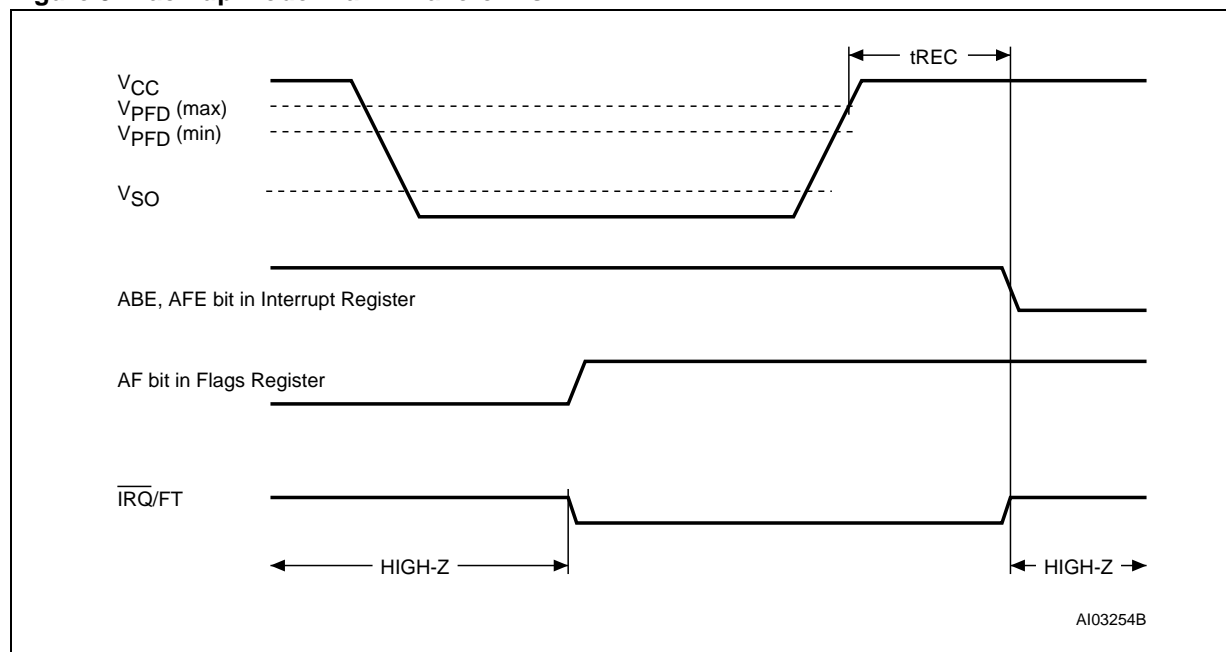 tREC
VCC
VPFD (max)
VPFD (min)
VSO
ABE, AFE bit in Interrupt Register
AF bit in Flags Register
IRQ/FT
HIGH-Z
HIGH-Z
AI03254B